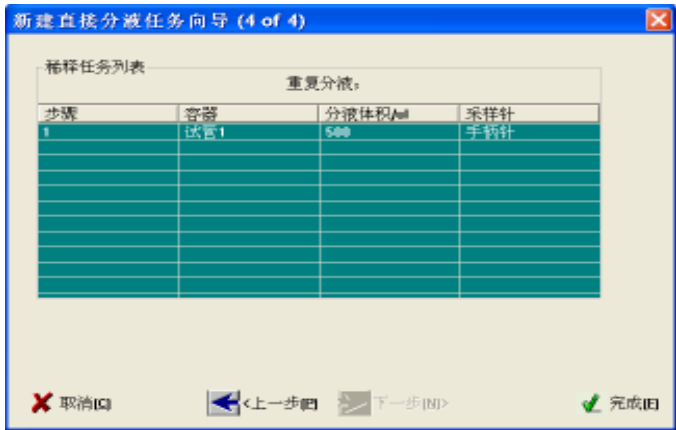 新建直接分液任务向导 (4 of 4)
稀释任务列表
重复分液:
步骤 容器 分液体积/ul 采样针
1 试管1 500 手柄针
取消[C] <上一步[P] 下一步[N]> 完成[E]